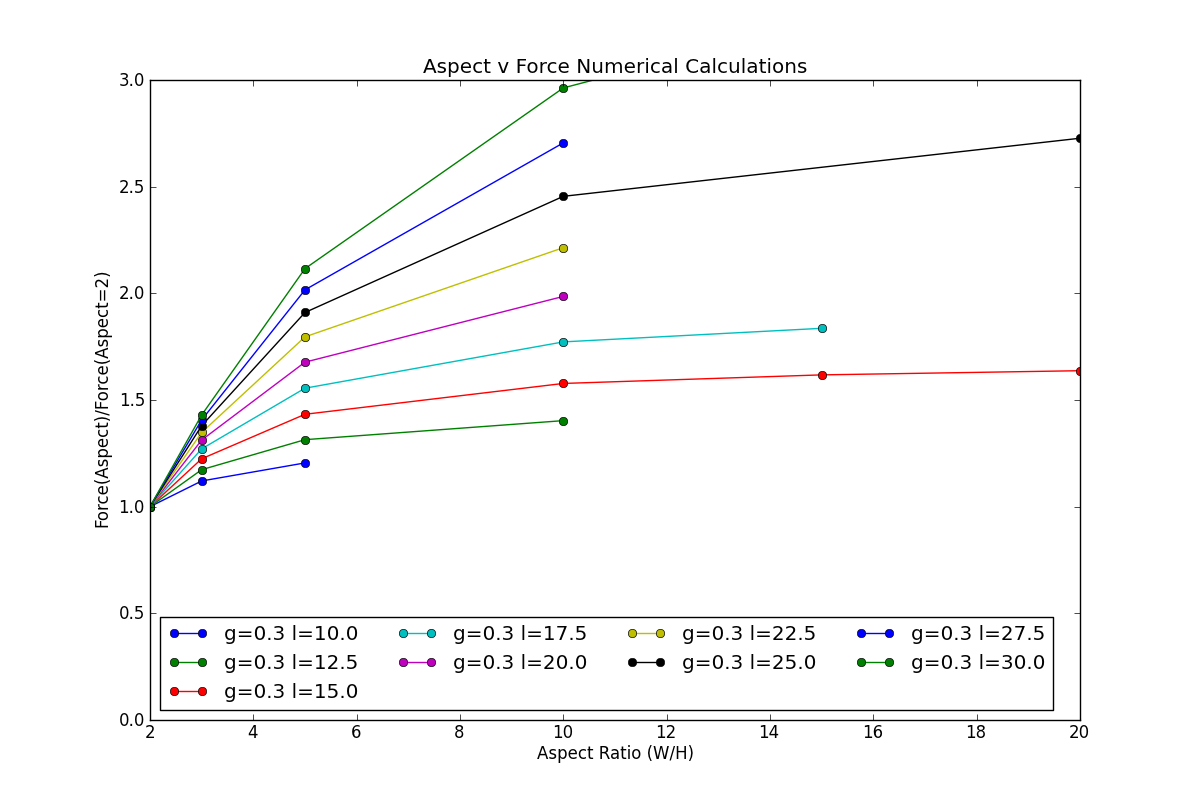 Aspect v Force Numerical Calculations
3.0
2.5
2.0
1.5
1.0
0.5
0.0
Force(Aspect)/Force(Aspect=2)
g=0.3 l=10.0 g=0.3 l=17.5 g=0.3 l=22.5 g=0.3 l=27.5
g=0.3 l=12.5 g=0.3 l=20.0 g=0.3 l=25.0 g=0.3 l=30.0
g=0.3 l=15.0
2 4 6 8 10 12 14 16 18 20
Aspect Ratio (W/H)